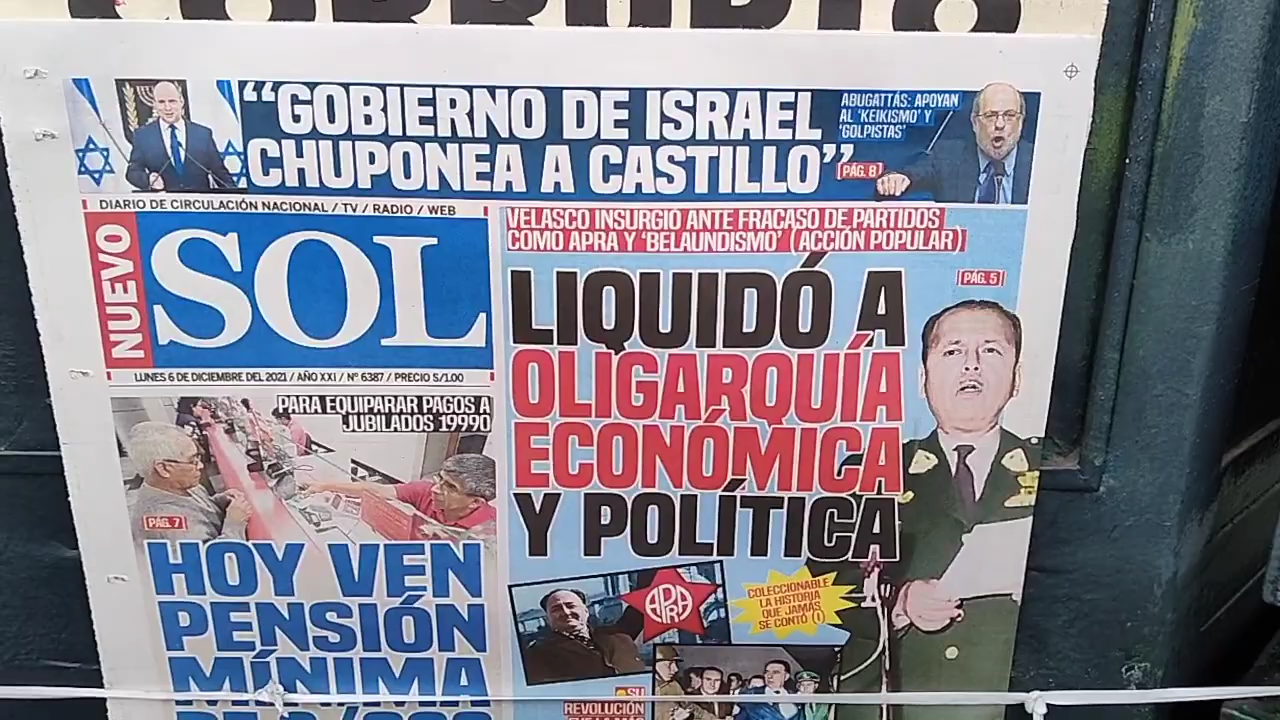 "GOBIERNO DE ISRAEL
CHUPONEA A CASTILLO"
PÁG. 8
ABUGATTÁS: APOYAN
AL 'KEIKISMO' Y
'GOLPISTAS'
DIARIO DE CIRCULACIÓN NACIONAL / TV / RADIO / WEB
NUEVO
SOL
LUNES 6 DE DICIEMBRE DEL 2021 / AÑO XXI / Nº 6387 / PRECIO S/1.00
VELASCO INSURGIÓ ANTE FRACASO DE PARTIDOS
COMO APRA Y 'BELAUNDISMO' (ACCIÓN POPULAR)
PÁG. 5
LIQUIDÓ A
OLIGARQUÍA
ECONÓMICA
Y POLÍTICA
PARA EQUIPARAR PAGOS A
JUBILADOS 19990
PÁG. 7
HOY VEN
PENSIÓN
MÍNIMA
APRA
COLECCIONABLE
LA HISTORIA
QUE JAMÁS
SE CONTÓ (I)
SU
REVOLUCIÓN